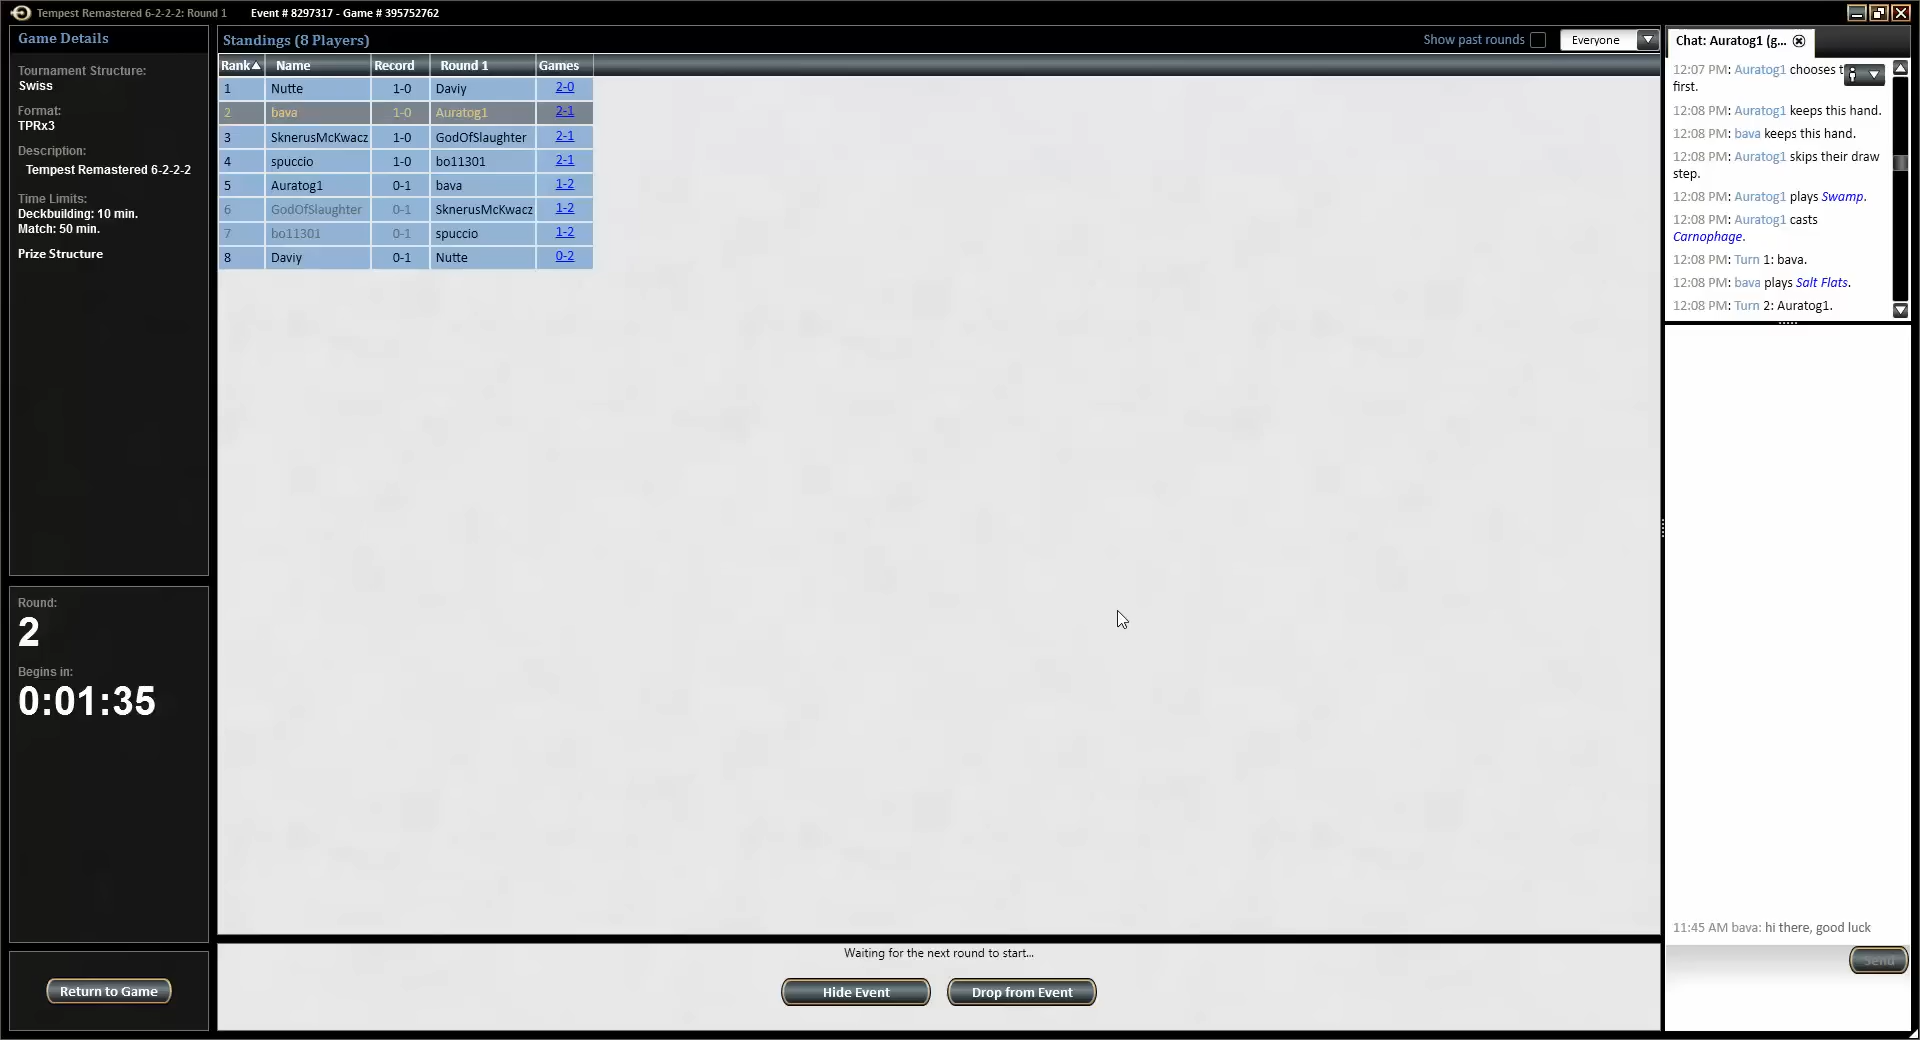 Tempest Remastered 6-2-2-2: Round 1 Event # 8297317 - Game # 395752762
Game Details
Tournament Structure:
Swiss
Format:
TPRx3
Description:
Tempest Remastered 6-2-2-2
Time Limits:
Deckbuilding: 10 min.
Match: 50 min.
Prize Structure
Round:
2
Begins in:
0:01:35
Return to Game
Standings (8 Players) Show past rounds Everyone
Rank Name Record Round 1 Games
1 Nutte 1-0 Daviy 2-0
2 bava 1-0 Auratog1 2-1
3 SknerusMcKwacz 1-0 GodOfSlaughter 2-1
4 spuccio 1-0 bo11301 2-1
5 Auratog1 0-1 bava 1-2
6 GodOfSlaughter 0-1 SknerusMcKwacz 1-2
7 bo11301 0-1 spuccio 1-2
8 Daviy 0-1 Nutte 0-2
Waiting for the next round to start...
Hide Event Drop from Event
Chat: Auratog1 (g...
12:07 PM: Auratog1 chooses t
first.
12:08 PM: Auratog1 keeps this hand.
12:08 PM: bava keeps this hand.
12:08 PM: Auratog1 skips their draw
step.
12:08 PM: Auratog1 plays Swamp.
12:08 PM: Auratog1 casts
Carnophage.
12:08 PM: Turn 1: bava.
12:08 PM: bava plays Salt Flats.
12:08 PM: Turn 2: Auratog1.
11:45 AM bava: hi there, good luck
Send